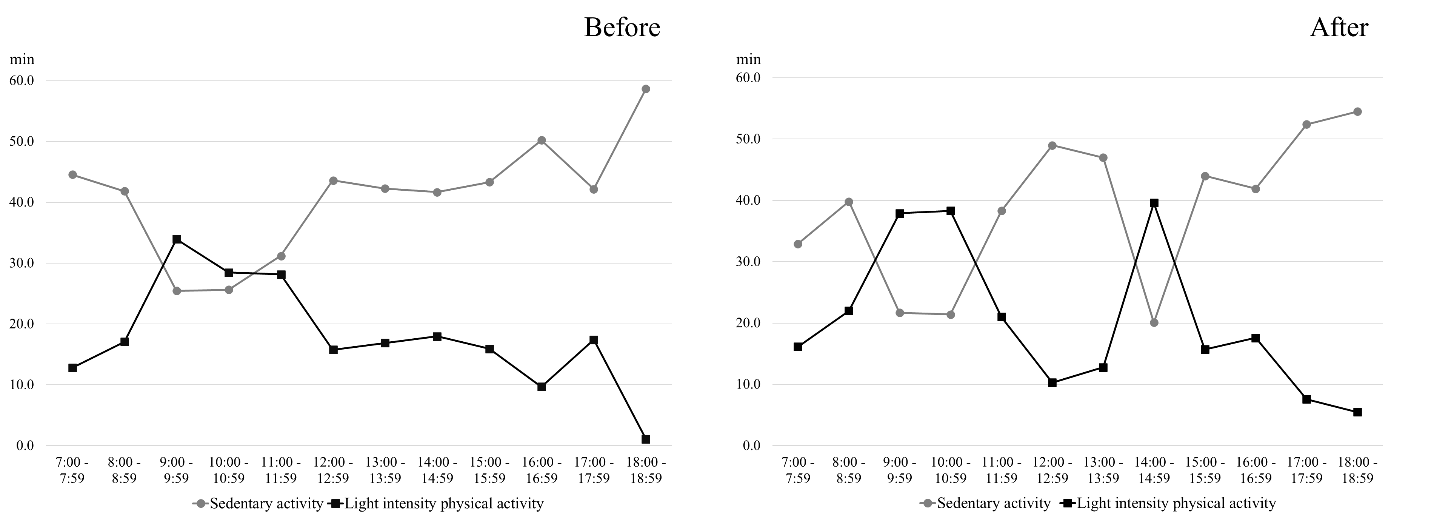 Before
min
60.0
50.0
40.0
30.0
20.0
10.0
0.0
7:00 - 8:00 - 9:00 - 10:00 - 11:00 - 12:00 - 13:00 - 14:00 - 15:00 - 16:00 - 17:00 - 18:00 -
7:59 8:59 9:59 10:59 11:59 12:59 13:59 14:59 15:59 16:59 17:59 18:59
Sedentary activity Light intensity physical activity
After
min
60.0
50.0
40.0
30.0
20.0
10.0
0.0
7:00 - 8:00 - 9:00 - 10:00 - 11:00 - 12:00 - 13:00 - 14:00 - 15:00 - 16:00 - 17:00 - 18:00 -
7:59 8:59 9:59 10:59 11:59 12:59 13:59 14:59 15:59 16:59 17:59 18:59
Sedentary activity Light intensity physical activity